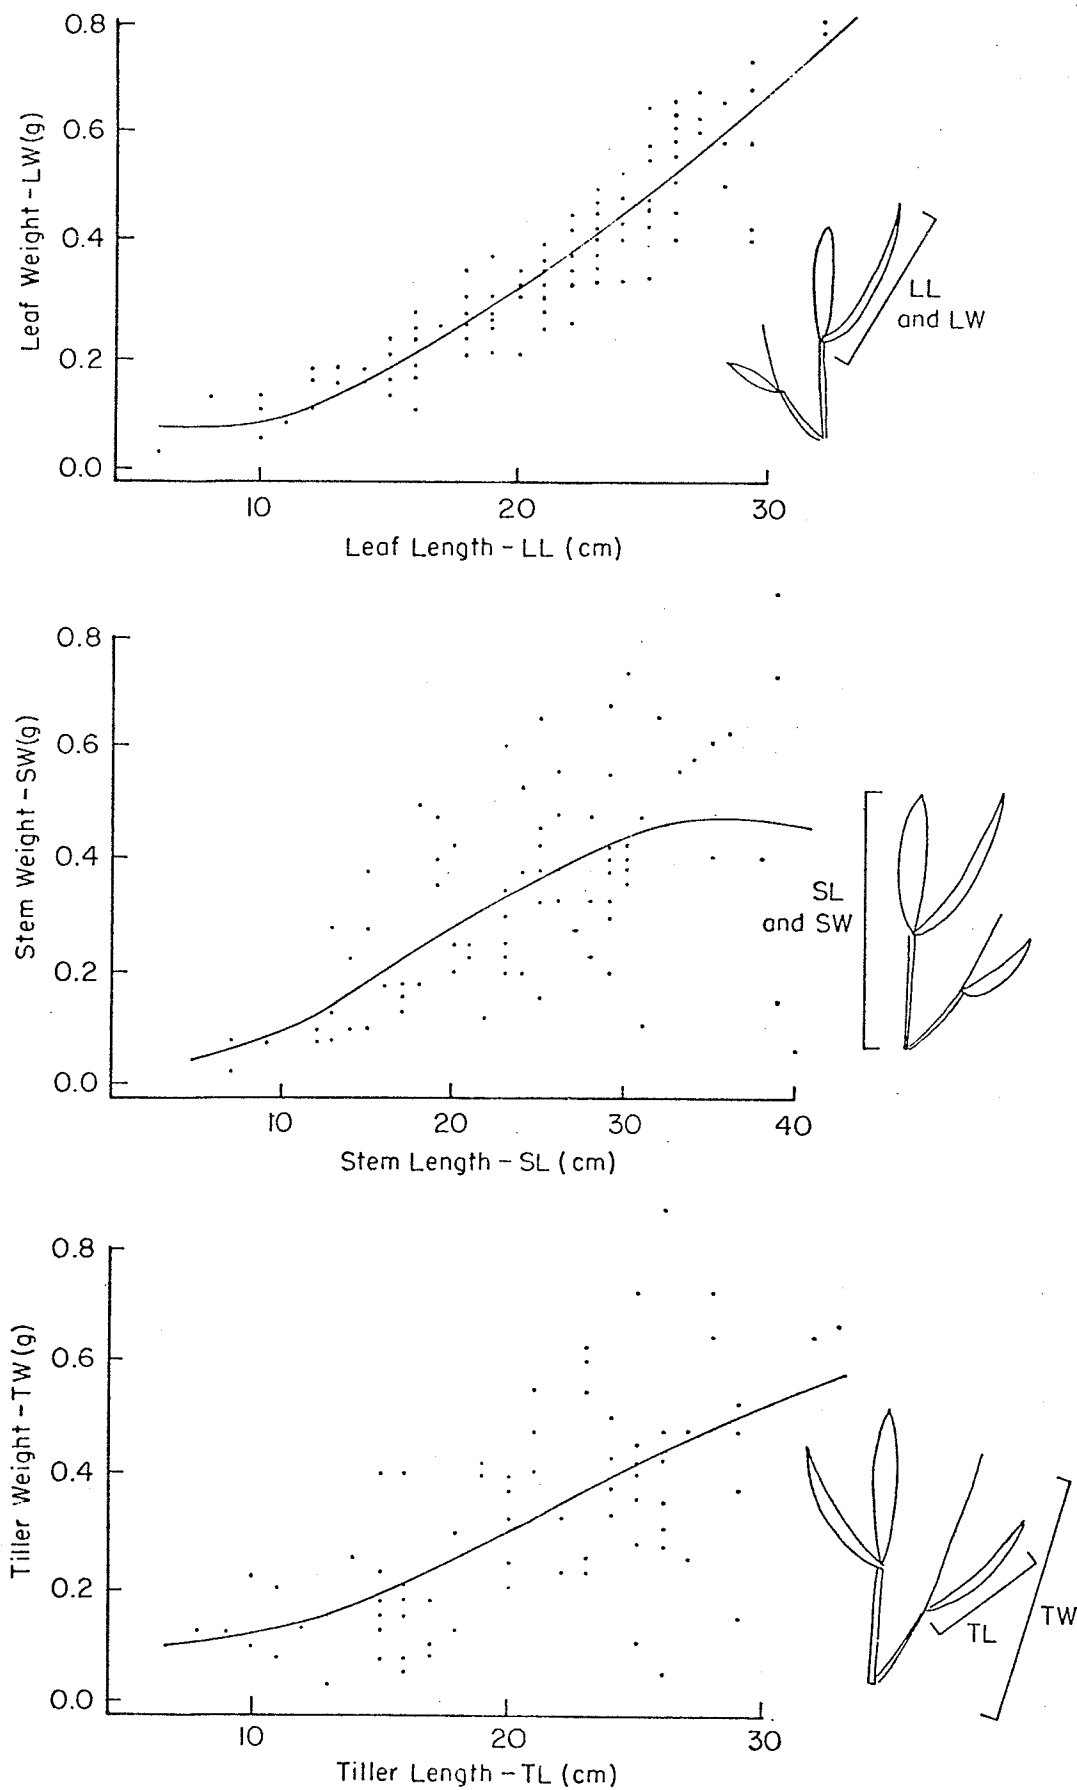 0.8
0.6
0.4
0.2
0.0
Leaf Weight - LW(g)
10
20
30
Leaf Length - LL (cm)
LL
and LW
0.8
0.6
0.4
0.2
0.0
Stem Weight - SW(g)
10
20
30
40
Stem Length - SL (cm)
SL
and SW
0.8
0.6
0.4
0.2
0.0
Tiller Weight - TW(g)
10
20
30
Tiller Length - TL (cm)
TL
TW